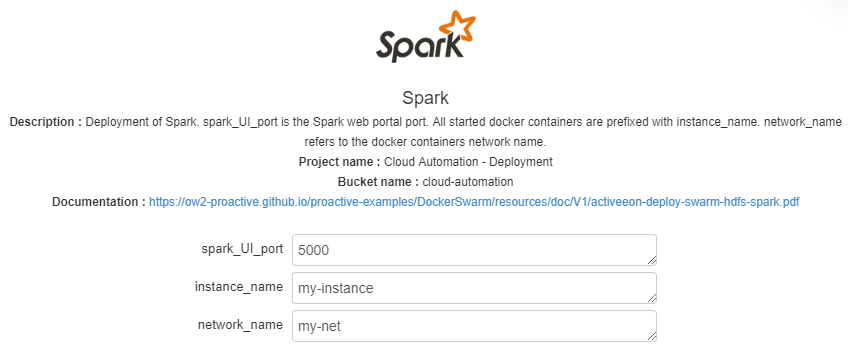 Spark
Spark
Description : Deployment of Spark. spark_UI_port is the Spark web portal port. All started docker containers are prefixed with instance_name. network_name
refers to the docker containers network name.
Project name : Cloud Automation - Deployment
Bucket name : cloud-automation
Documentation : https://ow2-proactive.github.io/proactive-examples/DockerSwarm/resources/doc/V1/activeeon-deploy-swarm-hdfs-spark.pdf
spark_UI_port 5000
instance_name my-instance
network_name my-net